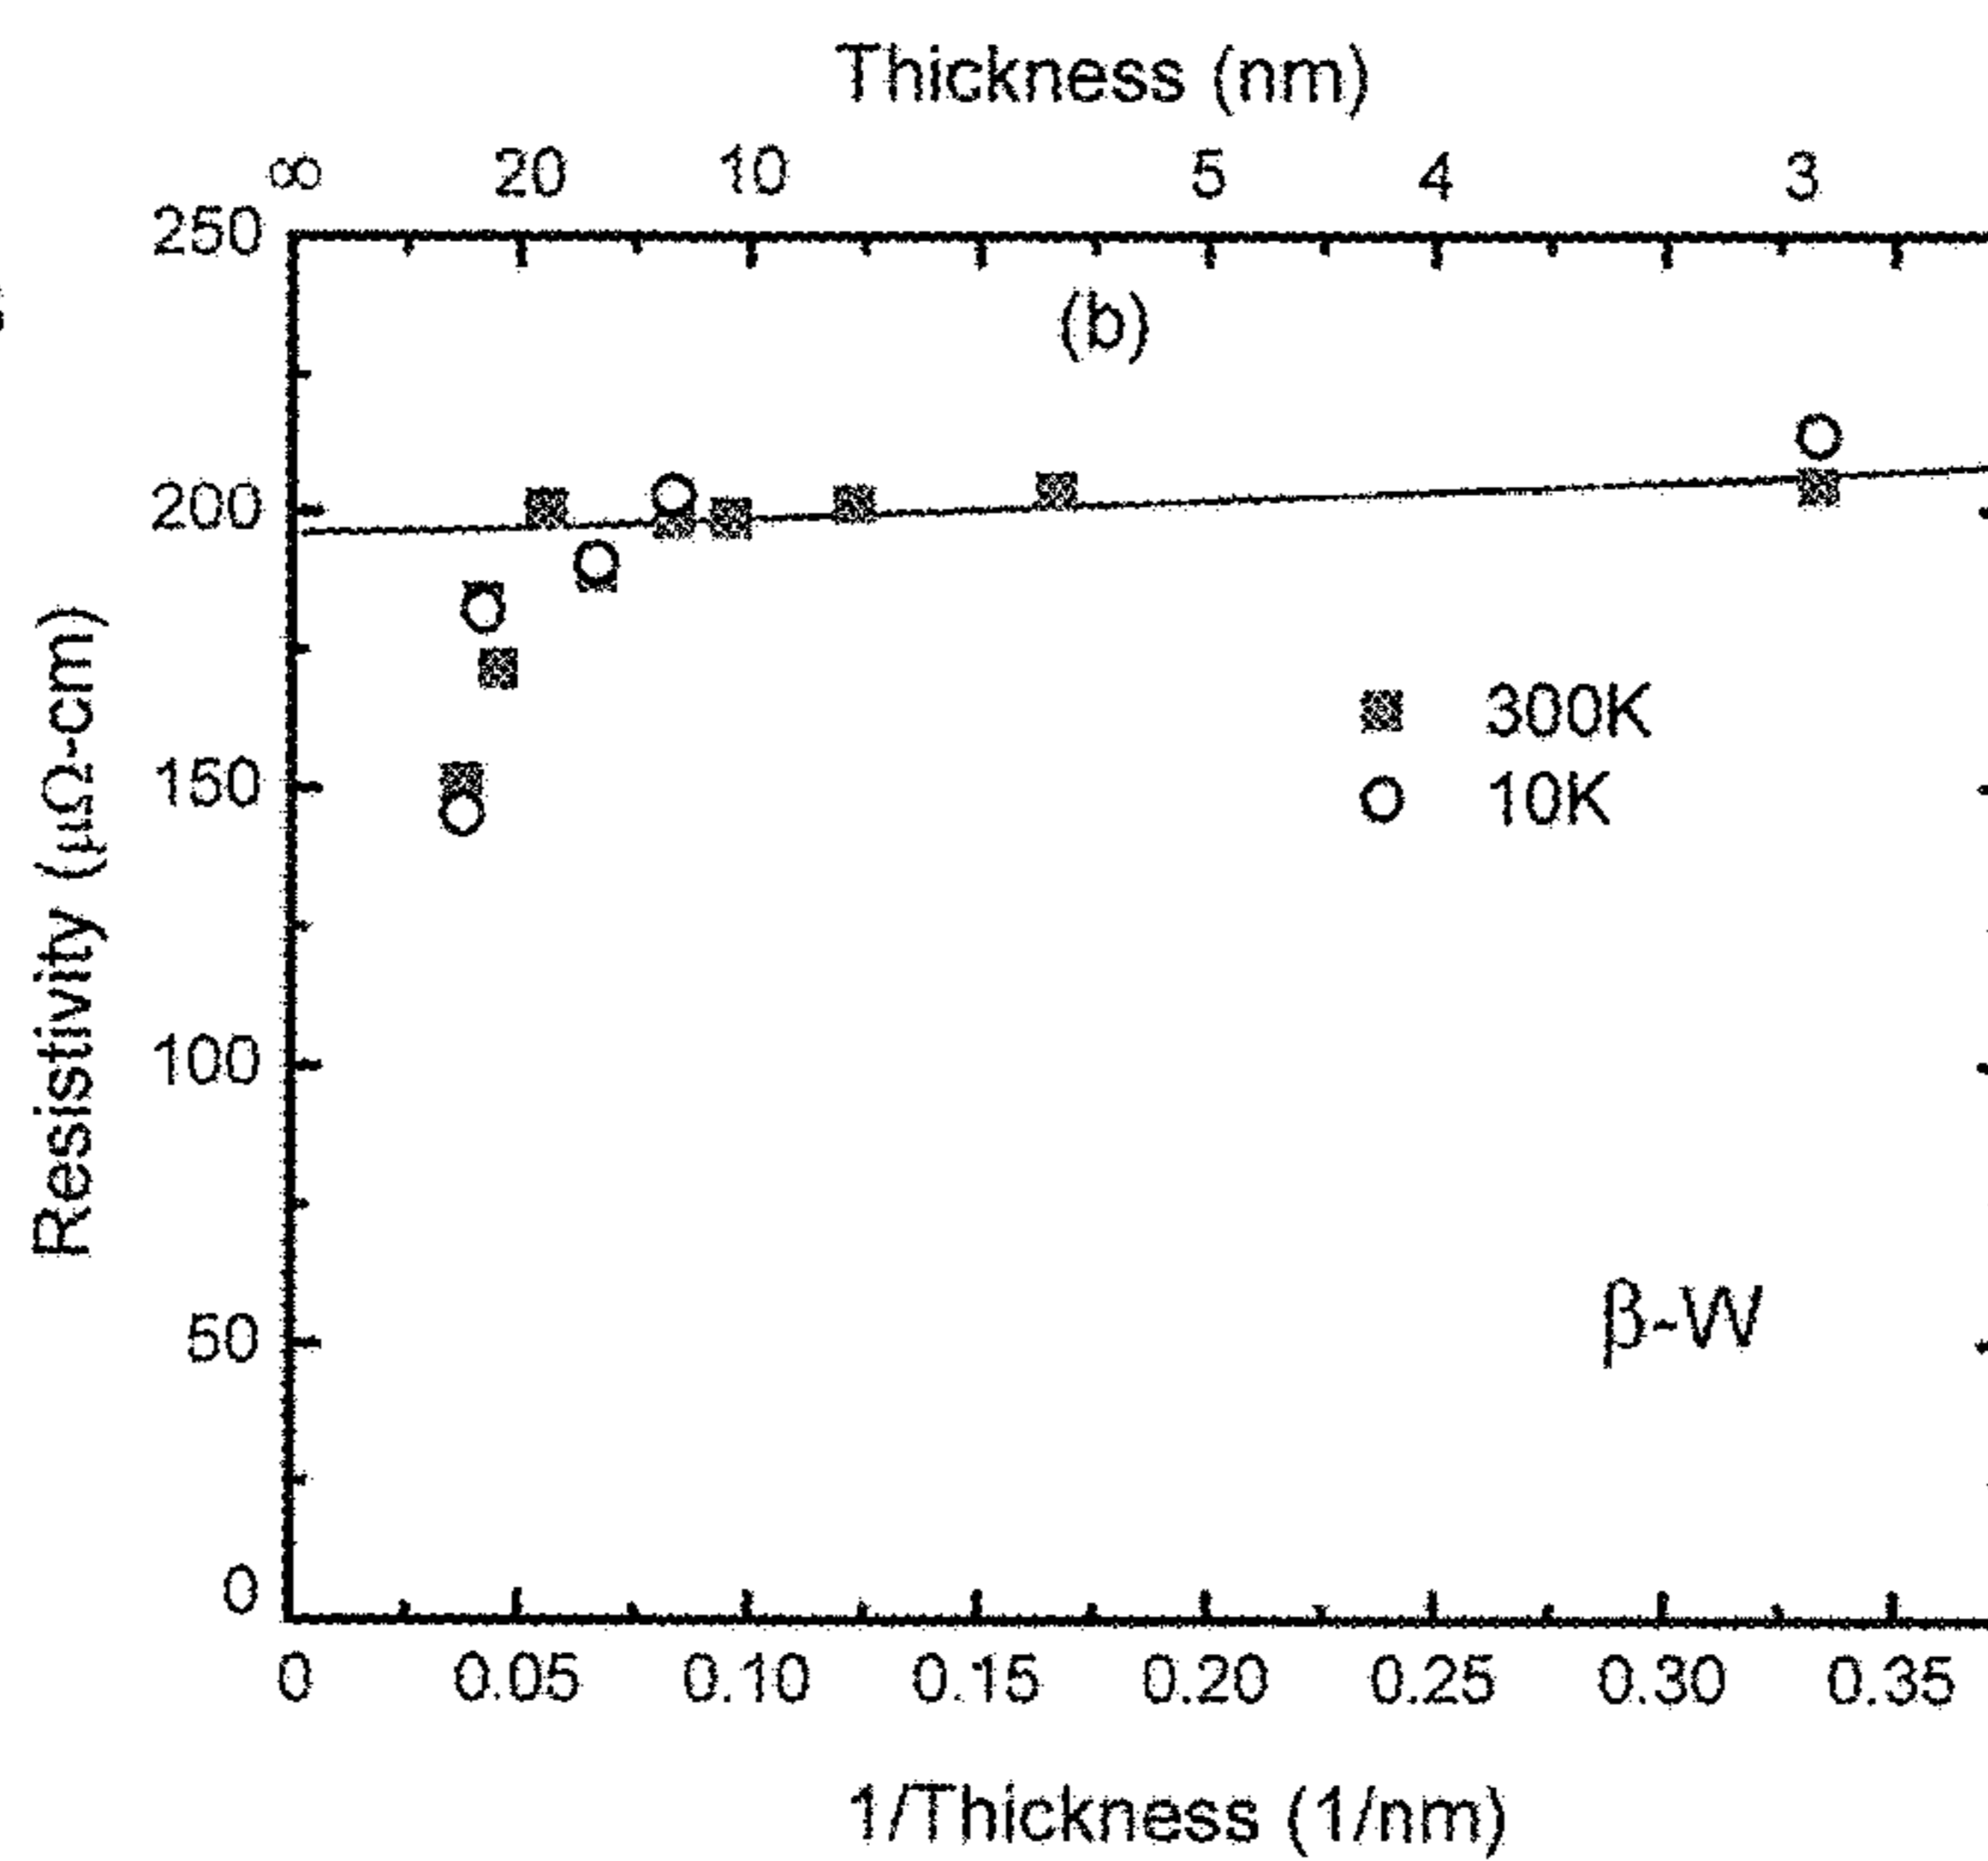 Thickness (nm)
∞ 20 10 5 4 3
250
(b)
200
300K
150
10K
100
β-W
50
0
0 0.05 0.10 0.15 0.20 0.25 0.30 0.35
1/Thickness (1/nm)
Resistivity (μΩ-cm)